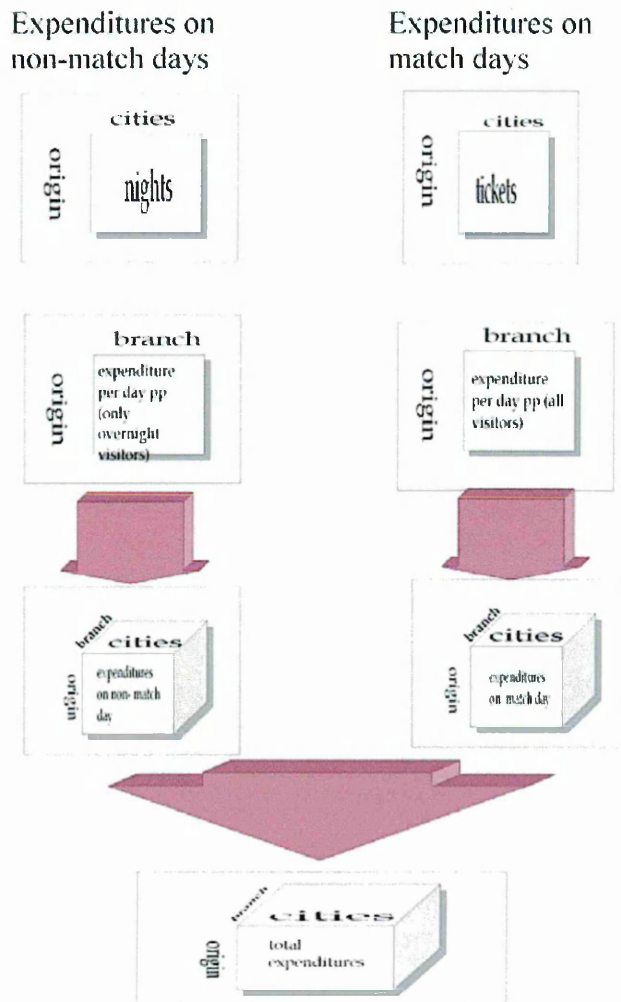 Expenditures on
non-match days
cities
origin
nights
branch
origin
expenditure
per day pp
(only
overnight
visitors)
branch
cities
origin
expenditures
on non- match
day
Expenditures on
match days
cities
origin
tickets
branch
origin
expenditure
per day pp (all
visitors)
branch
cities
origin
expenditures
on match day
branch
cities
origin
total
expenditures